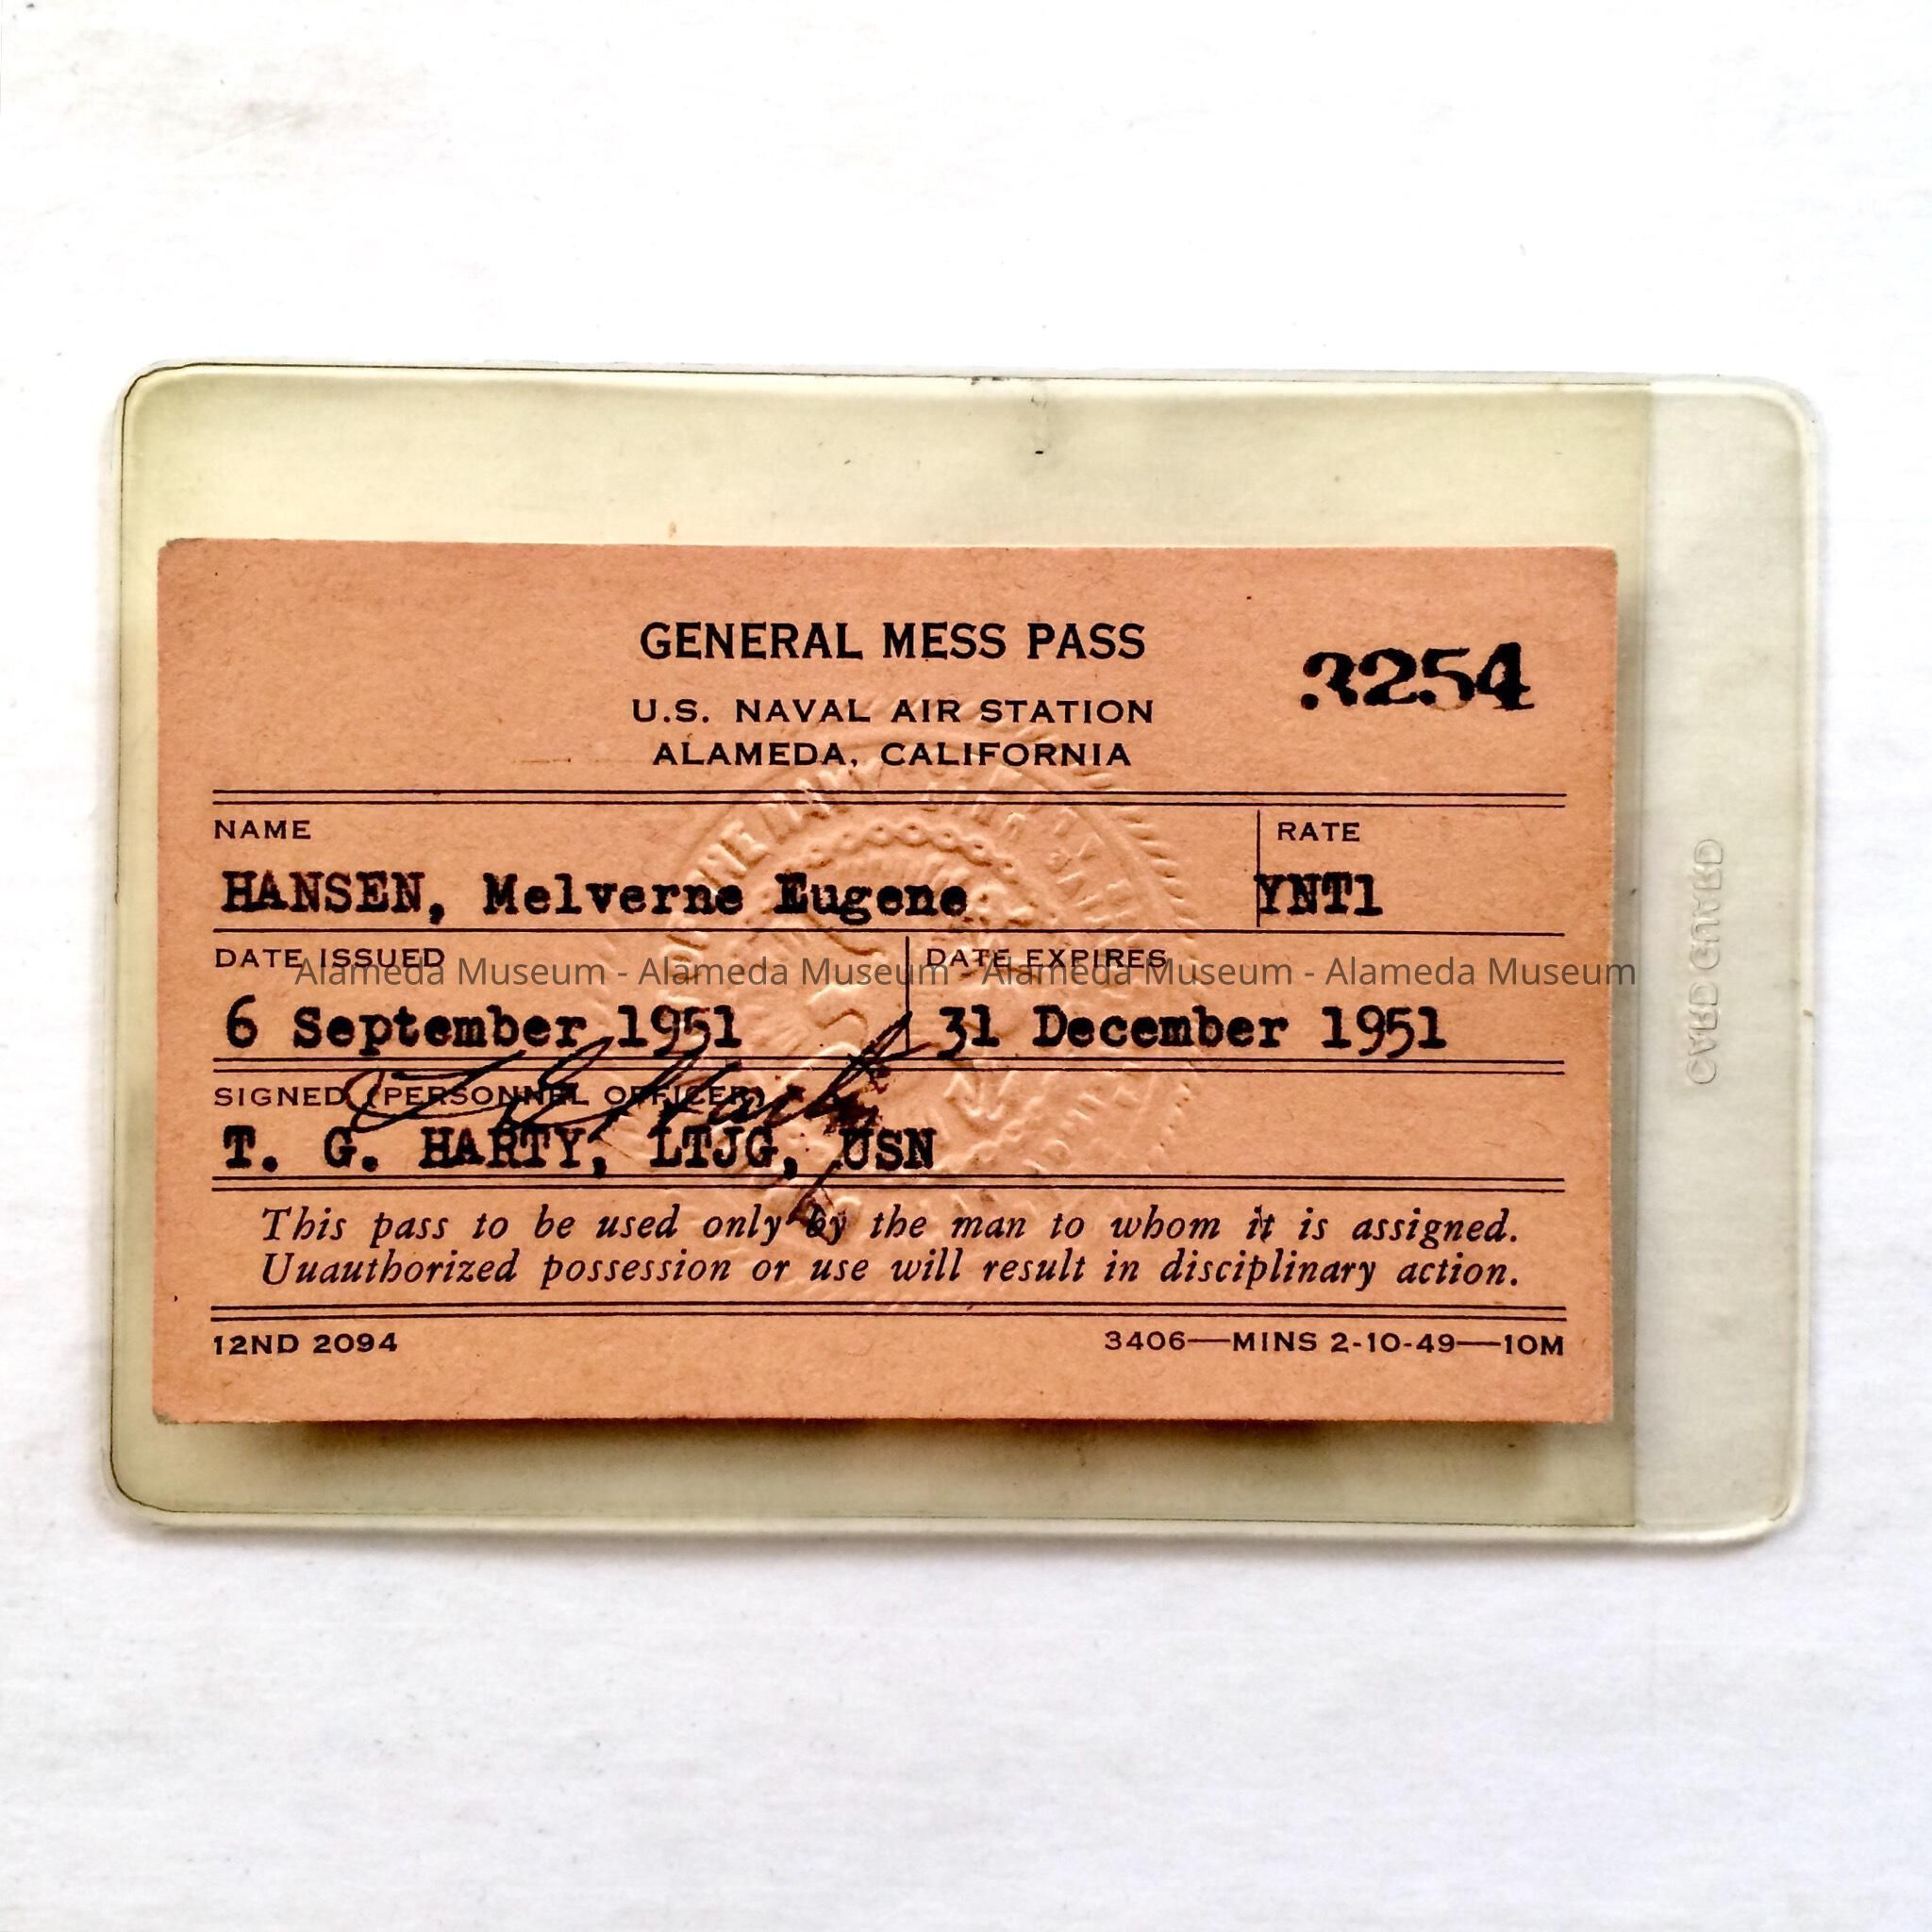 GENERAL MESS PASS
3254
U.S. NAVAL AIR STATION
ALAMEDA, CALIFORNIA
NAME
RATE
HANSEN, Melverne Eugene
YNT1
DATE ISSUED
DATE EXPIRES
Alameda Museum - Alameda Museum - Alameda Museum - Alameda Museum
6 September 1951
31 December 1951
SIGNED (PERSONNEL OFFICER)
T. G. HARTY, LTJG, USN
This pass to be used only by the man to whom it is assigned.
Uuauthorized possession or use will result in disciplinary action.
12ND 2094
3406—MINS 2-10-49—10M
CARD GUARD